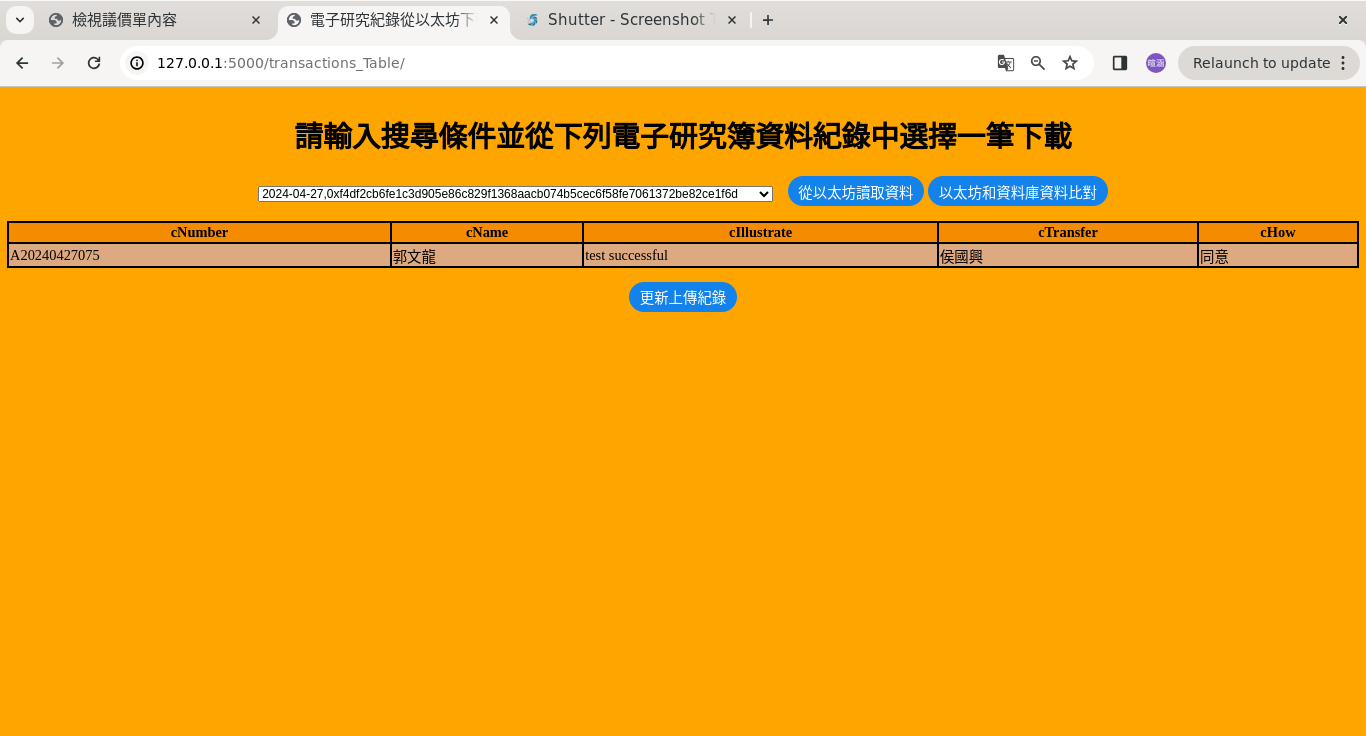 檢視議價單內容
電子研究紀錄從以太坊下
Shutter - Screenshot
127.0.0.1:5000/transactions_Table/
Relaunch to update
請輸入搜尋條件並從下列電子研究簿資料紀錄中選擇一筆下載
2024-04-27,0xf4df2cb6fe1c3d905e86c829f1368aacb074b5cec6f58fe7061372be82ce1f6d
從以太坊讀取資料
以太坊和資料庫資料比對
cNumber cName cIllustrate cTransfer cHow
A20240427075 郭文龍 test successful 侯國興 同意
更新上傳紀錄